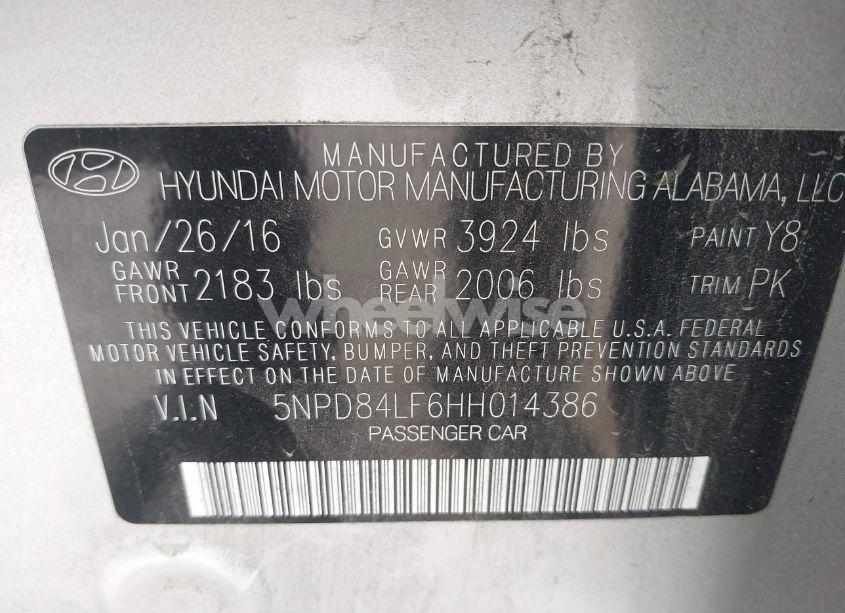 MANUFACTURED BY
HYUNDAI MOTOR MANUFACTURING ALABAMA, LLC
Jan/26/16 GVWR 3924 lbs PAINT Y8
GAWR FRONT 2183 lbs GAWR REAR 2006 lbs TRIM PK
wheelwise
THIS VEHICLE CONFORMS TO ALL APPLICABLE U.S.A. FEDERAL
MOTOR VEHICLE SAFETY, BUMPER, AND THEFT PREVENTION STANDARDS
IN EFFECT ON THE DATE OF MANUFACTURE SHOWN ABOVE.
V.I.N 5NPD84LF6HH014386
PASSENGER CAR